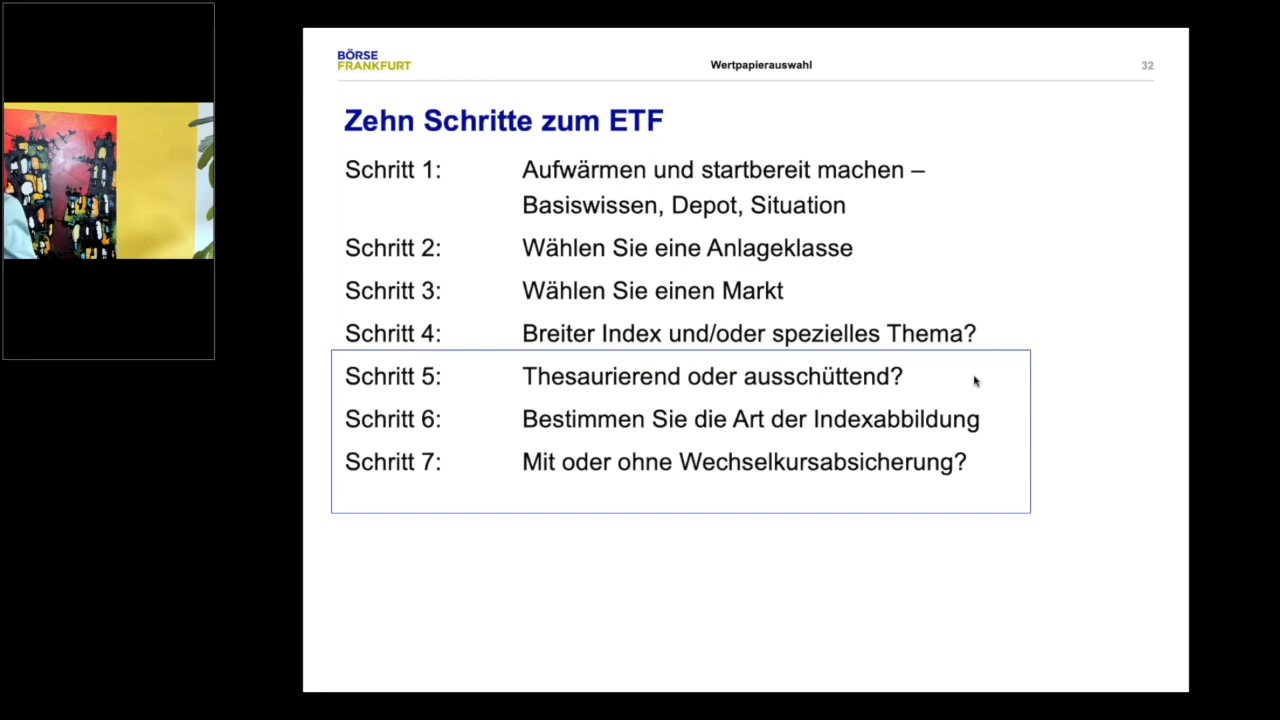 BÖRSE
FRANKFURT
Wertpapierauswahl
32
Zehn Schritte zum ETF
Schritt 1: Aufwärmen und startbereit machen –
Basiswissen, Depot, Situation
Schritt 2: Wählen Sie eine Anlageklasse
Schritt 3: Wählen Sie einen Markt
Schritt 4: Breiter Index und/oder spezielles Thema?
Schritt 5: Thesaurierend oder ausschüttend?
Schritt 6: Bestimmen Sie die Art der Indexabbildung
Schritt 7: Mit oder ohne Wechselkursabsicherung?